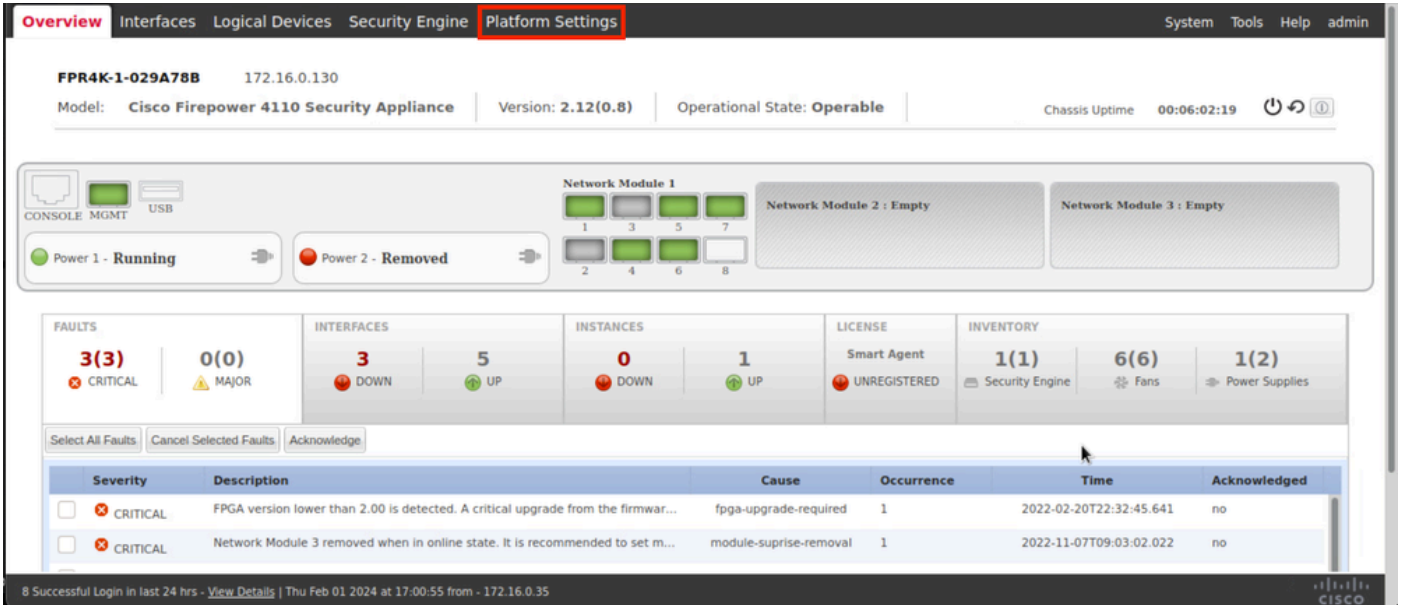 Overview Interfaces Logical Devices Security Engine Platform Settings System Tools Help admin
FPR4K-1-029A78B 172.16.0.130
Model: Cisco Firepower 4110 Security Appliance Version: 2.12(0.8) Operational State: Operable Chassis Uptime 00:06:02:19
Network Module 1
CONSOLE MGMT USB
Network Module 2 : Empty Network Module 3 : Empty
1 3 5 7
Power 1 - Running Power 2 - Removed
2 4 6 8
FAULTS INTERFACES INSTANCES LICENSE INVENTORY
3(3) 0(0) 3 5 0 1 Smart Agent 1(1) 6(6) 1(2)
CRITICAL MAJOR DOWN UP DOWN UP UNREGISTERED Security Engine Fans Power Supplies
Select All Faults Cancel Selected Faults Acknowledge
Severity Description Cause Occurrence Time Acknowledged
CRITICAL FPGA version lower than 2.00 is detected. A critical upgrade from the firmwar... fpga-upgrade-required 1 2022-02-20T22:32:45.641 no
CRITICAL Network Module 3 removed when in online state. It is recommended to set m... module-suprise-removal 1 2022-11-07T09:03:02.022 no
8 Successful Login in last 24 hrs - View Details | Thu Feb 01 2024 at 17:00:55 from - 172.16.0.35
CISCO